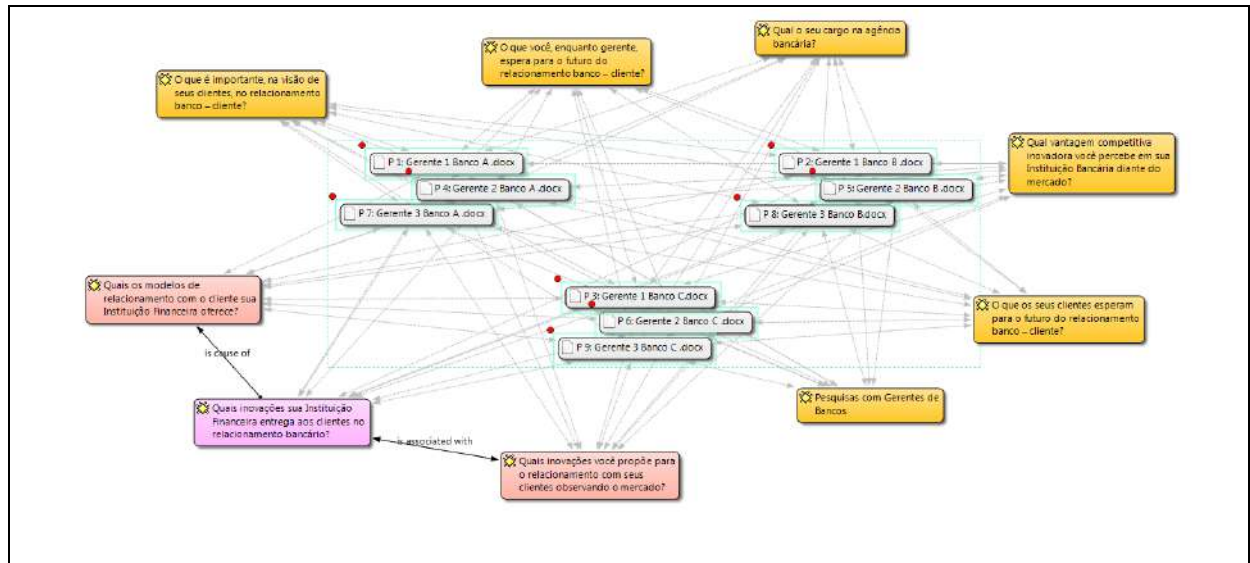 Qual o seu cargo na agência
bancária?
O que você, enquanto gerente,
espera para o futuro do
relacionamento banco – cliente?
O que é importante, na visão de
seus clientes, no relacionamento
banco – cliente?
Qual vantagem competitiva
inovadora você percebe em sua
Instituição Bancária diante do
mercado?
P 1: Gerente 1 Banco A .docx
P 4: Gerente 2 Banco A .docx
P 7: Gerente 3 Banco A.docx
P 2: Gerente 1 Banco B .docx
P 5: Gerente 2 Banco B .docx
P 8: Gerente 3 Banco B.docx
Quais os modelos de
relacionamento com o cliente sua
Instituição Financeira oferece?
P 3: Gerente 1 Banco C.docx
P 6: Gerente 2 Banco C .docx
P 9: Gerente 3 Banco C .docx
O que os seus clientes esperam
para o futuro do relacionamento
banco – cliente?
is cause of
Quais inovações sua Instituição
Financeira entrega aos clientes no
relacionamento bancário?
Pesquisas com Gerentes de
Bancos
is associated with
Quais inovações você propõe para
o relacionamento com seus
clientes observando o mercado?